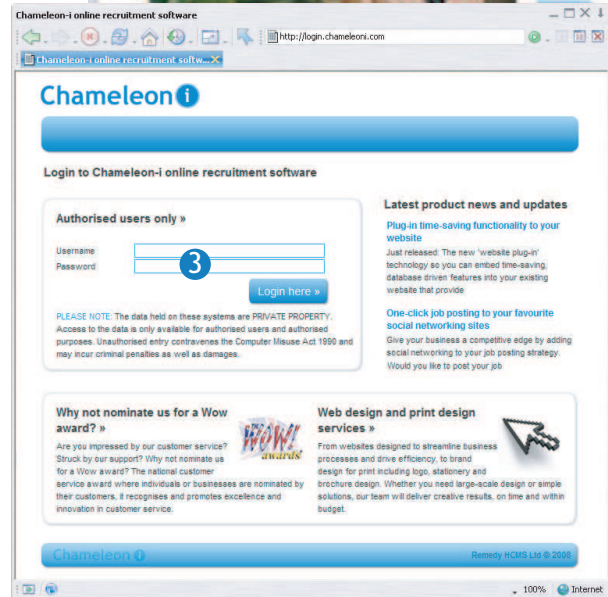 Chameleon-i online recruitment software
http://login.chameleoni.com
Chameleon-i online recruitment softw...
Chameleon i
Login to Chameleon-i online recruitment software
Authorised users only »
Username
Password
3
Login here »
PLEASE NOTE: The data held on these systems are PRIVATE PROPERTY.
Access to the data is only available for authorised users and authorised
purposes. Unauthorised entry contravenes the Computer Misuse Act 1990 and
may incur criminal penalties as well as damages.
Latest product news and updates
Plug-in time-saving functionality to your
website
Just released: The new 'website plug-in'
technology so you can embed time-saving,
database driven features into your existing
website that provide
One-click job posting to your favourite
social networking sites
Give your business a competitive edge by adding
social networking to your job posting strategy.
Would you like to post your job
Why not nominate us for a Wow
award? »
Are you impressed by our customer service?
Struck by our support? Why not nominate us
for a Wow award? The national customer
service award where individuals or businesses are nominated by
their customers, it recognises and promotes excellence and
innovation in customer service.
WOW!
awards
Web design and print design
services »
From websites designed to streamline business
processes and drive efficiency, to brand
design for print including logo, stationery and
brochure design. Whether you need large-scale design or simple
solutions, our team will deliver creative results, on time and within
budget.
Chameleon i
Remedy HCMS Ltd © 2008
100%
Internet